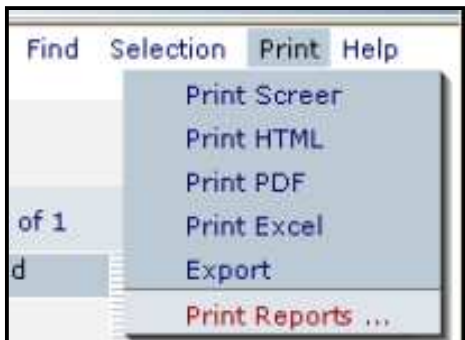 Find Selection Print Help
Print Screer
Print HTML
Print PDF
of 1
Print Excel
d
Export
Print Reports ...